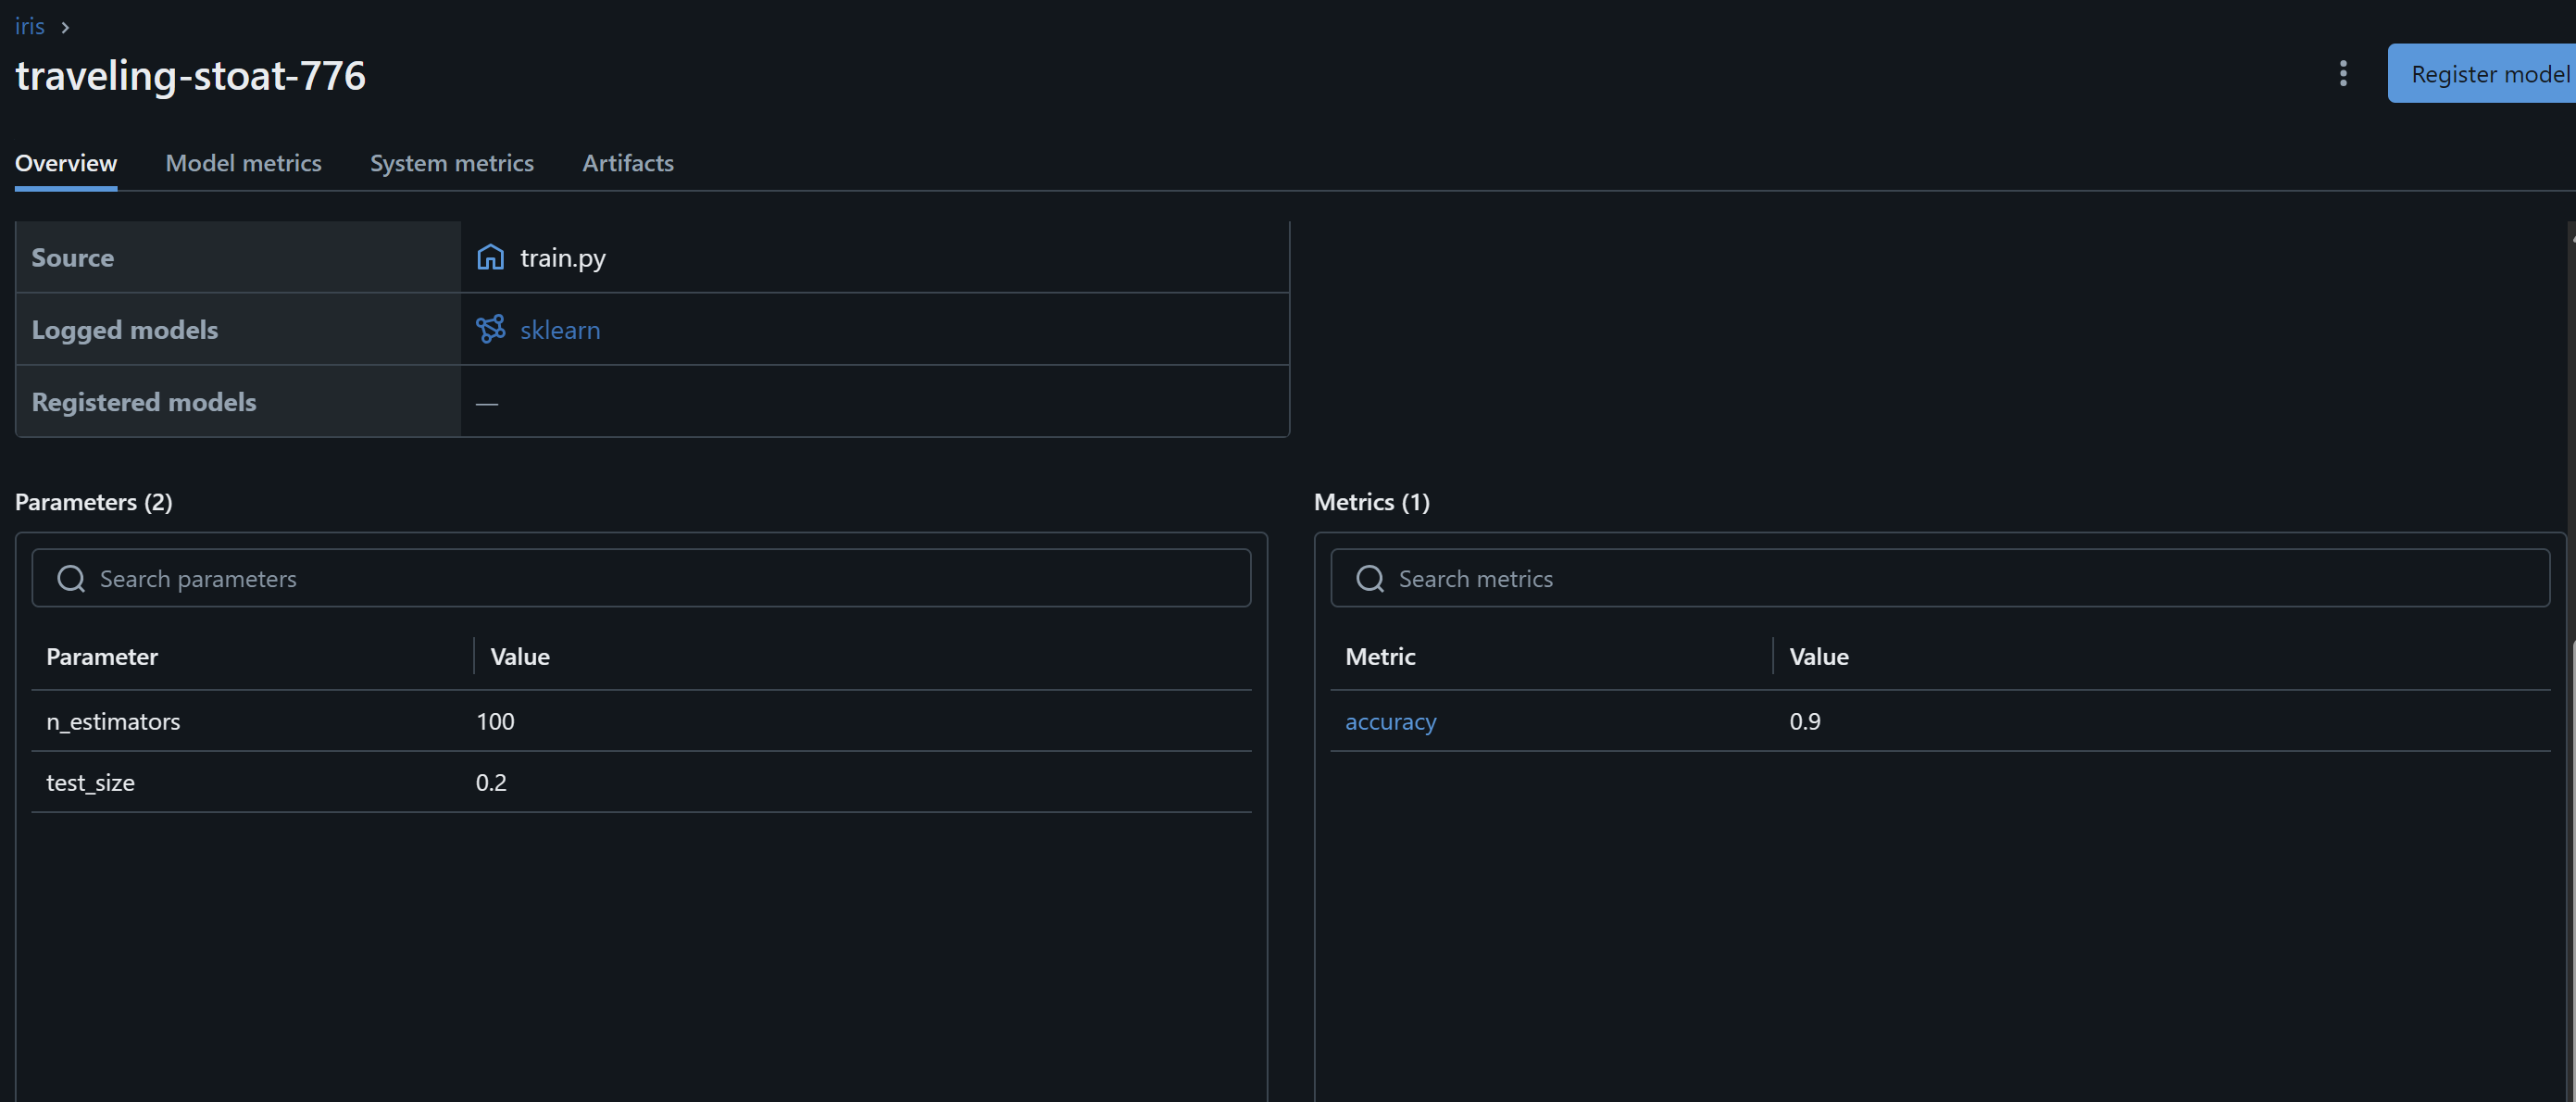 iris
traveling-stoat-776
Register model
Overview Model metrics System metrics Artifacts
Source train.py
Logged models sklearn
Registered models —
Parameters (2)
Search parameters
Parameter Value
n_estimators 100
test_size 0.2
Metrics (1)
Search metrics
Metric Value
accuracy 0.9